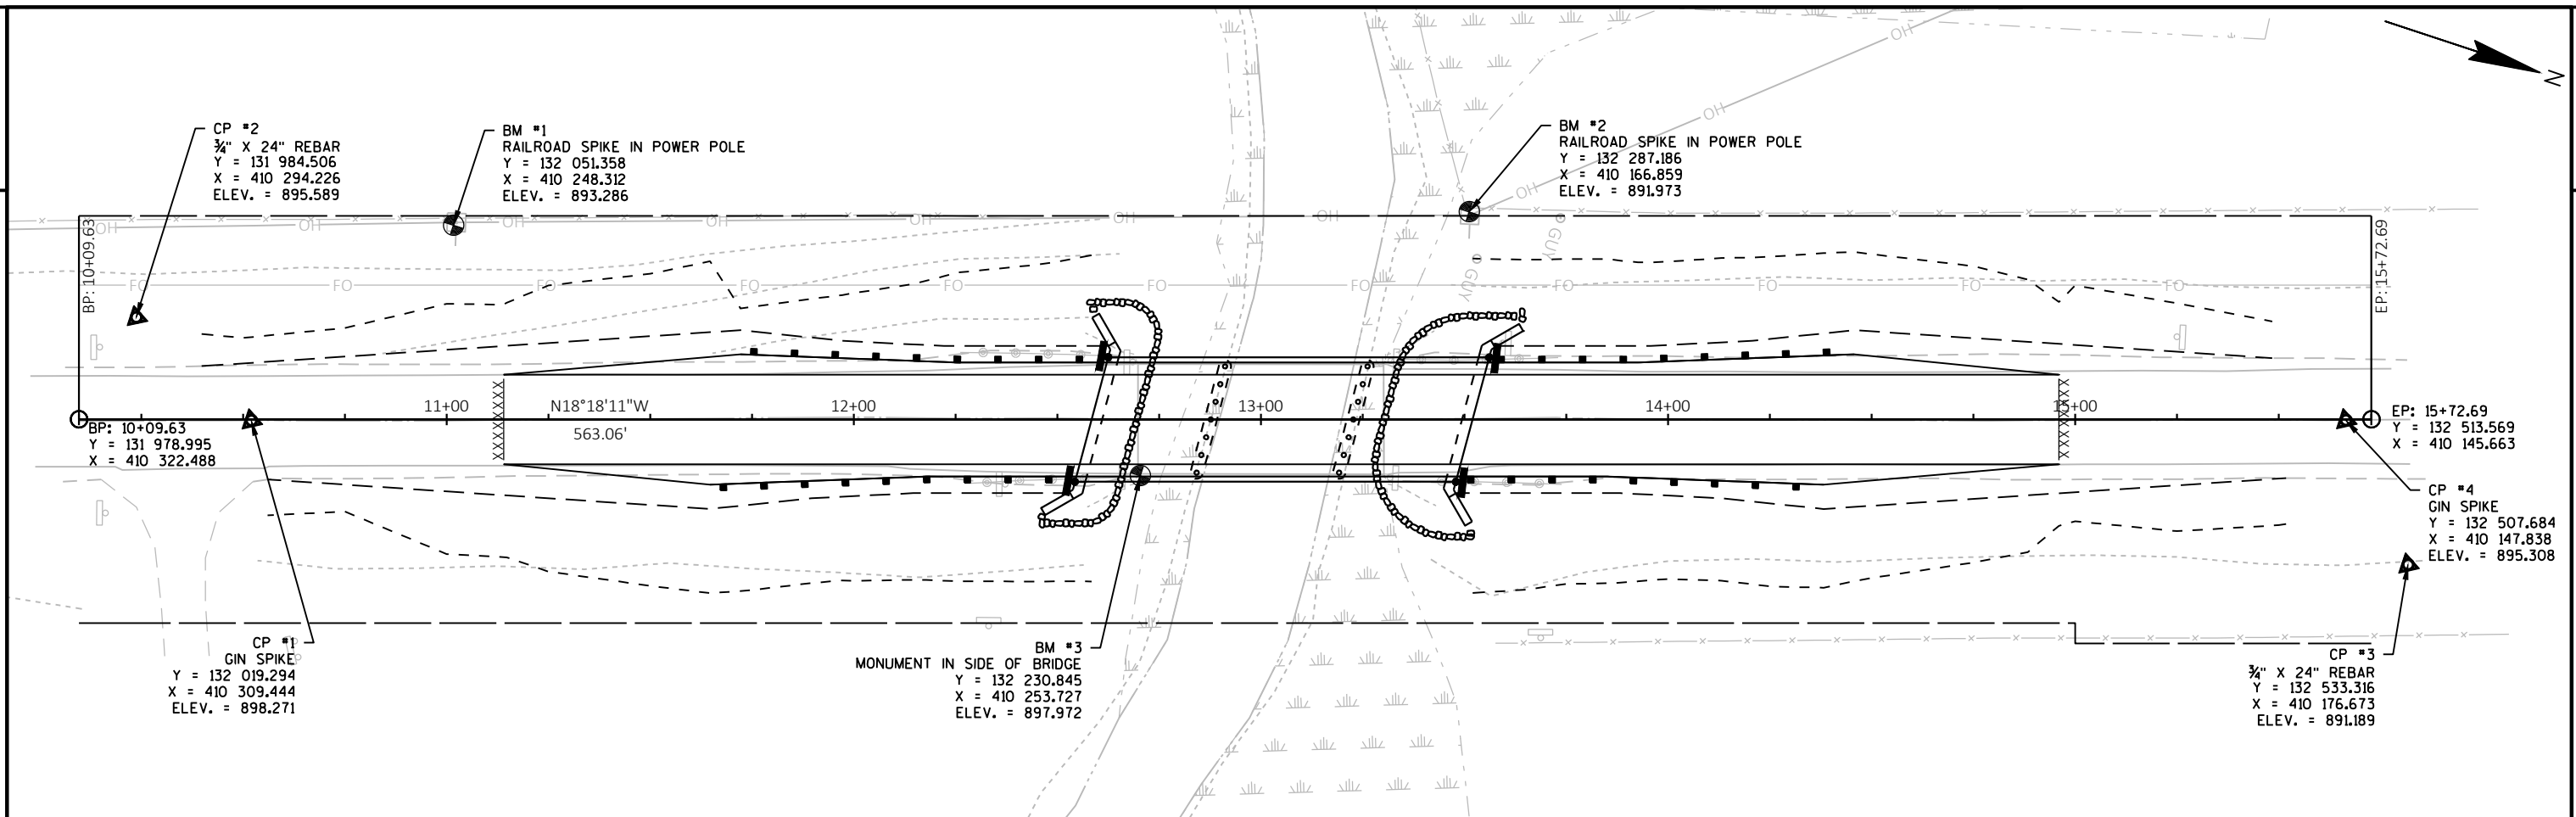 N
CP #2
¾" X 24" REBAR
Y = 131 984.506
X = 410 294.226
ELEV. = 895.589
BM #1
RAILROAD SPIKE IN POWER POLE
Y = 132 051.358
X = 410 248.312
ELEV. = 893.286
BM #2
RAILROAD SPIKE IN POWER POLE
Y = 132 287.186
X = 410 166.859
ELEV. = 891.973
OH
OH
OH
OH
OH
OH
OH
OH
OH
OH
GUY
GUY
FO
FO
FO
FO
FO
FO
FO
FO
FO
FO
FO
BP: 10+09.63
EP: 15+72.69
11+00
N18°18'11"W
563.06'
12+00
13+00
14+00
15+00
BP: 10+09.63
Y = 131 978.995
X = 410 322.488
EP: 15+72.69
Y = 132 513.569
X = 410 145.663
CP #4
GIN SPIKE
Y = 132 507.684
X = 410 147.838
ELEV. = 895.308
CP #1
GIN SPIKE
Y = 132 019.294
X = 410 309.444
ELEV. = 898.271
BM #3
MONUMENT IN SIDE OF BRIDGE
Y = 132 230.845
X = 410 253.727
ELEV. = 897.972
CP #3
¾" X 24" REBAR
Y = 132 533.316
X = 410 176.673
ELEV. = 891.189